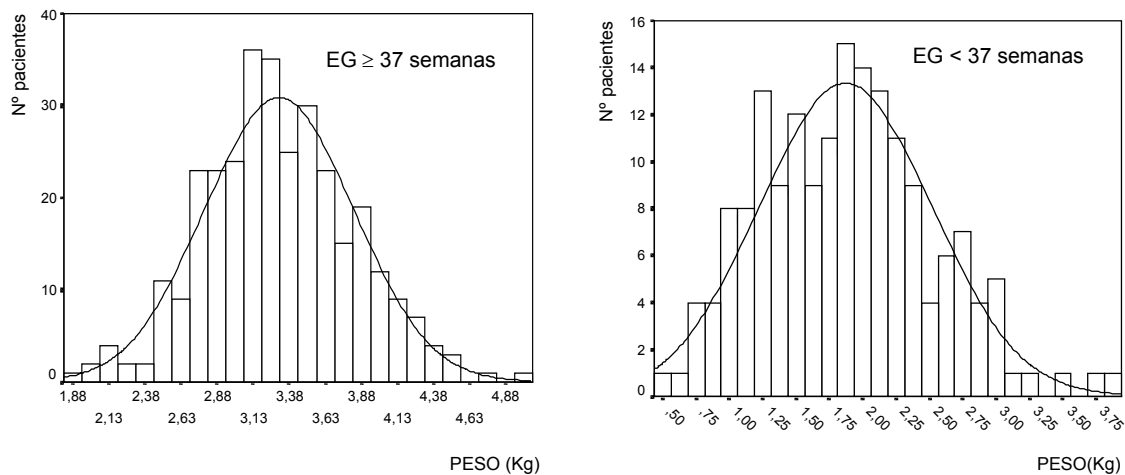 40
30
20
10
0
Nº pacientes
EG ≥ 37 semanas
1,88 2,38 2,88 3,38 3,88 4,38 4,88
2,13 2,63 3,13 3,63 4,13 4,63
PESO (Kg)
16
14
12
10
8
6
4
2
0
Nº pacientes
EG < 37 semanas
,50 ,75 1,00 1,25 1,50 1,75 2,00 2,25 2,50 2,75 3,00 3,25 3,50 3,75
PESO(Kg)